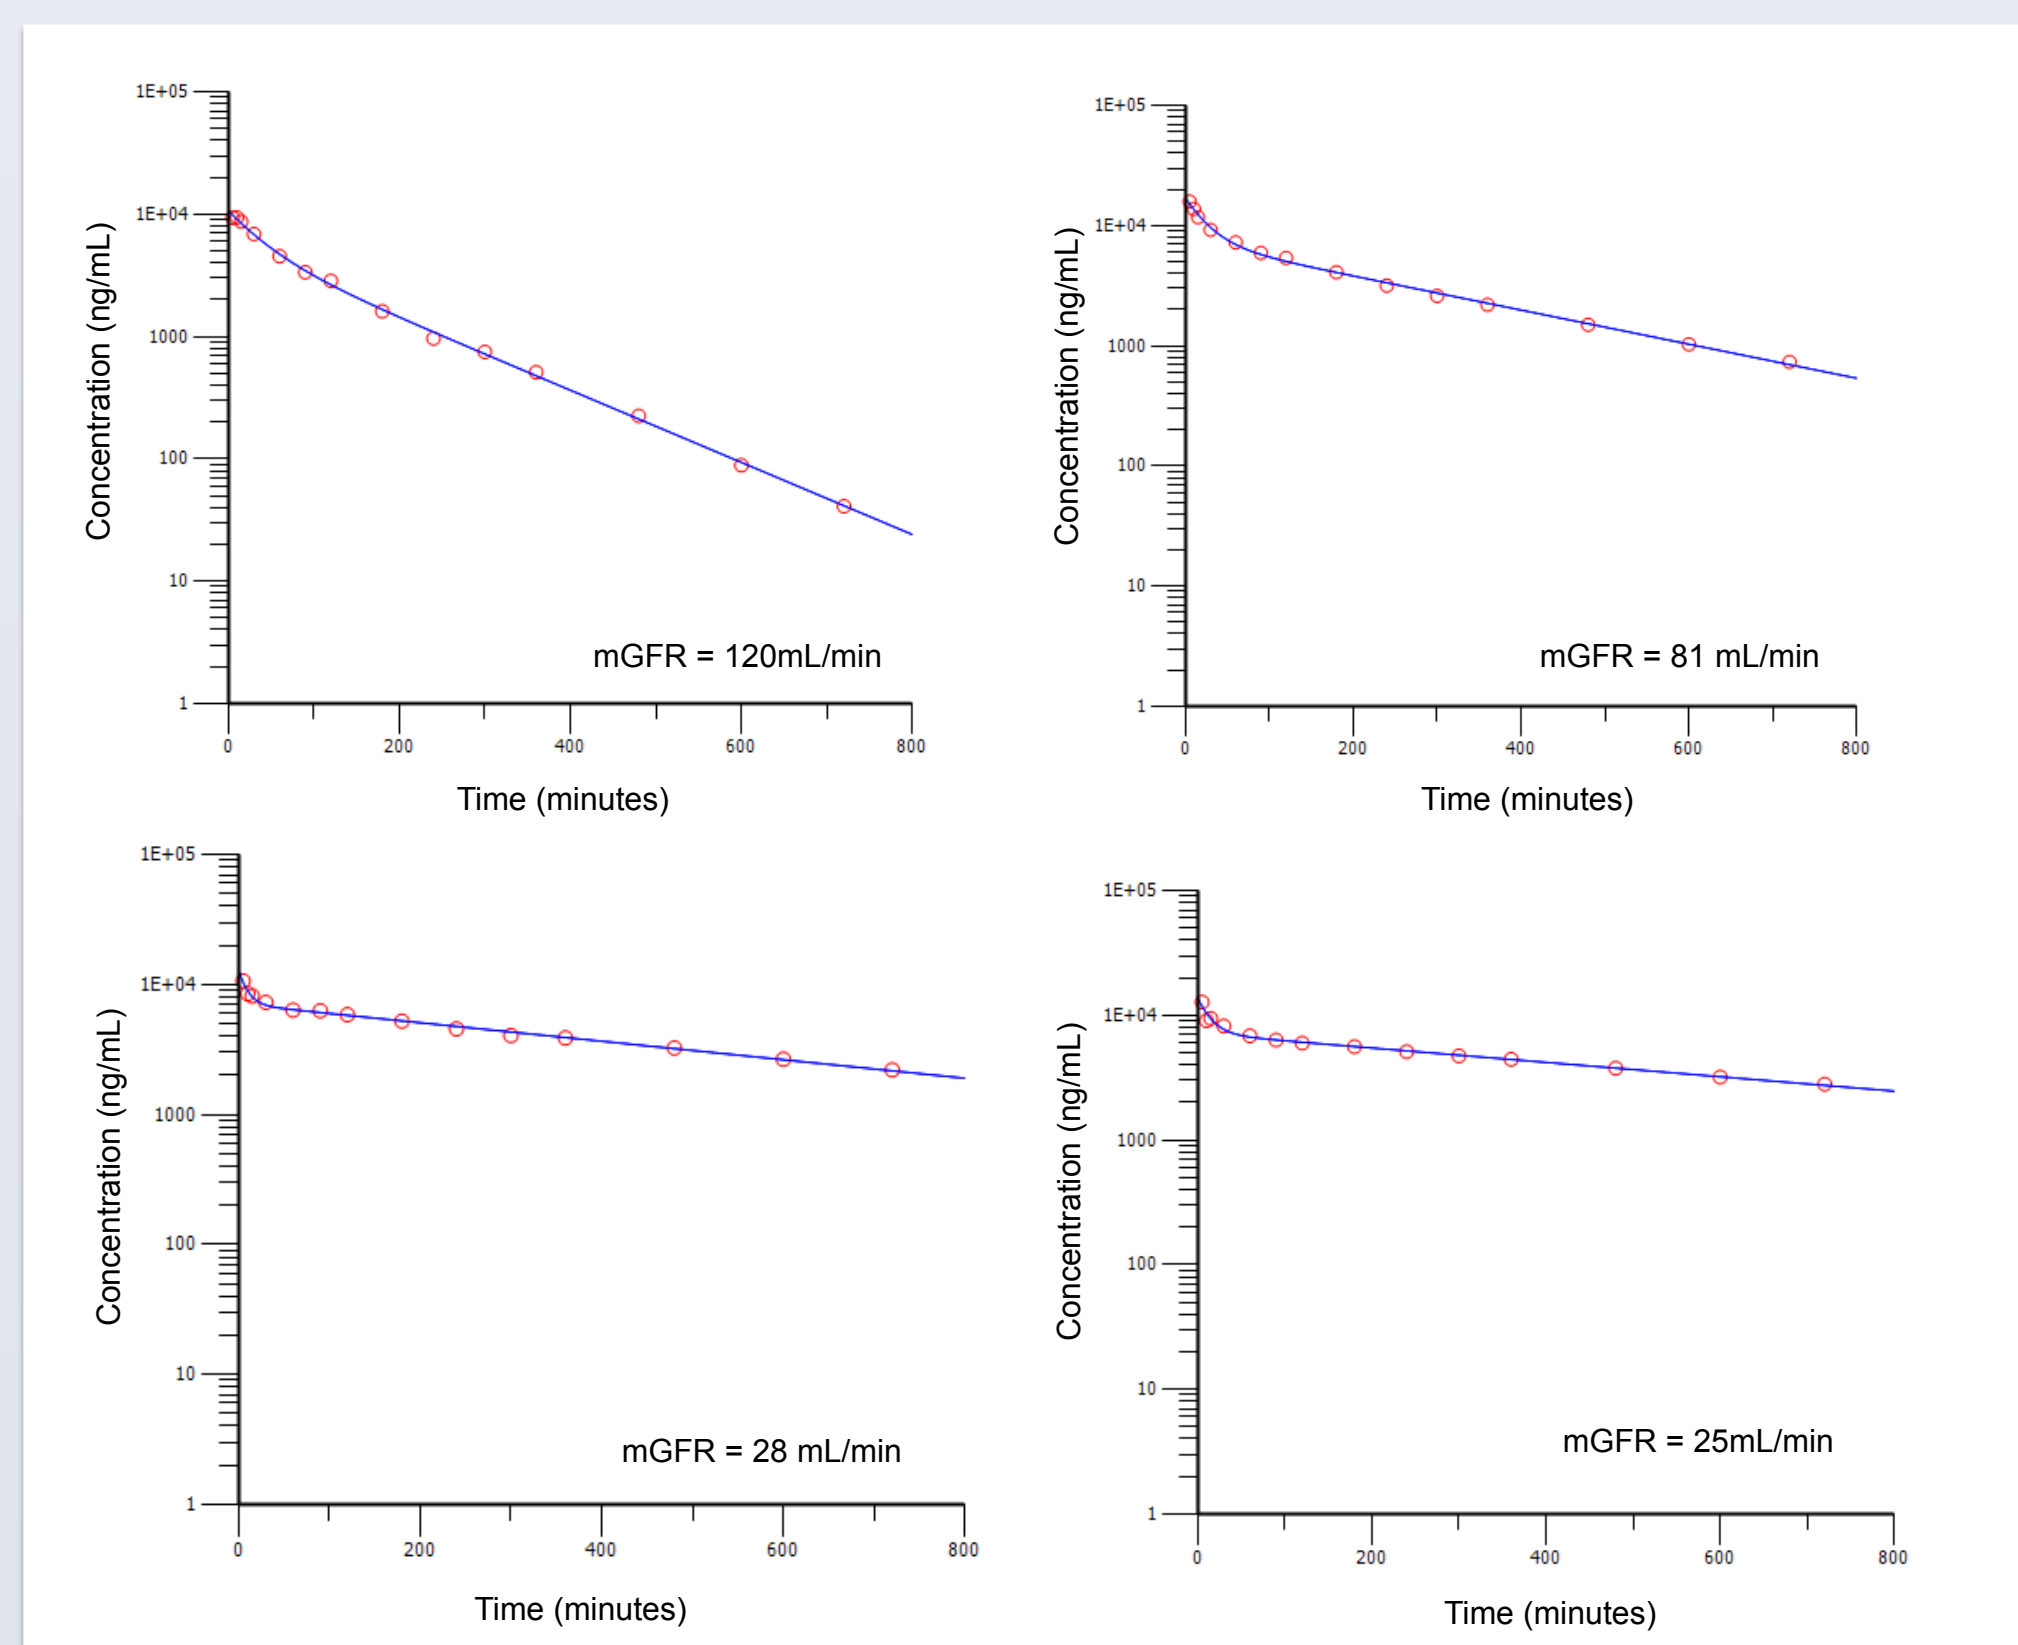 1E+05
1E+04
1000
100
10
1
Concentration (ng/mL)
mGFR = 120mL/min
0 200 400 600 800
Time (minutes)
1E+05
1E+04
1000
100
10
1
Concentration (ng/mL)
mGFR = 81 mL/min
0 200 400 600 800
Time (minutes)
1E+05
1E+04
1000
100
10
1
Concentration (ng/mL)
mGFR = 28 mL/min
0 200 400 600 800
Time (minutes)
1E+05
1E+04
1000
100
10
1
Concentration (ng/mL)
mGFR = 25mL/min
0 200 400 600 800
Time (minutes)